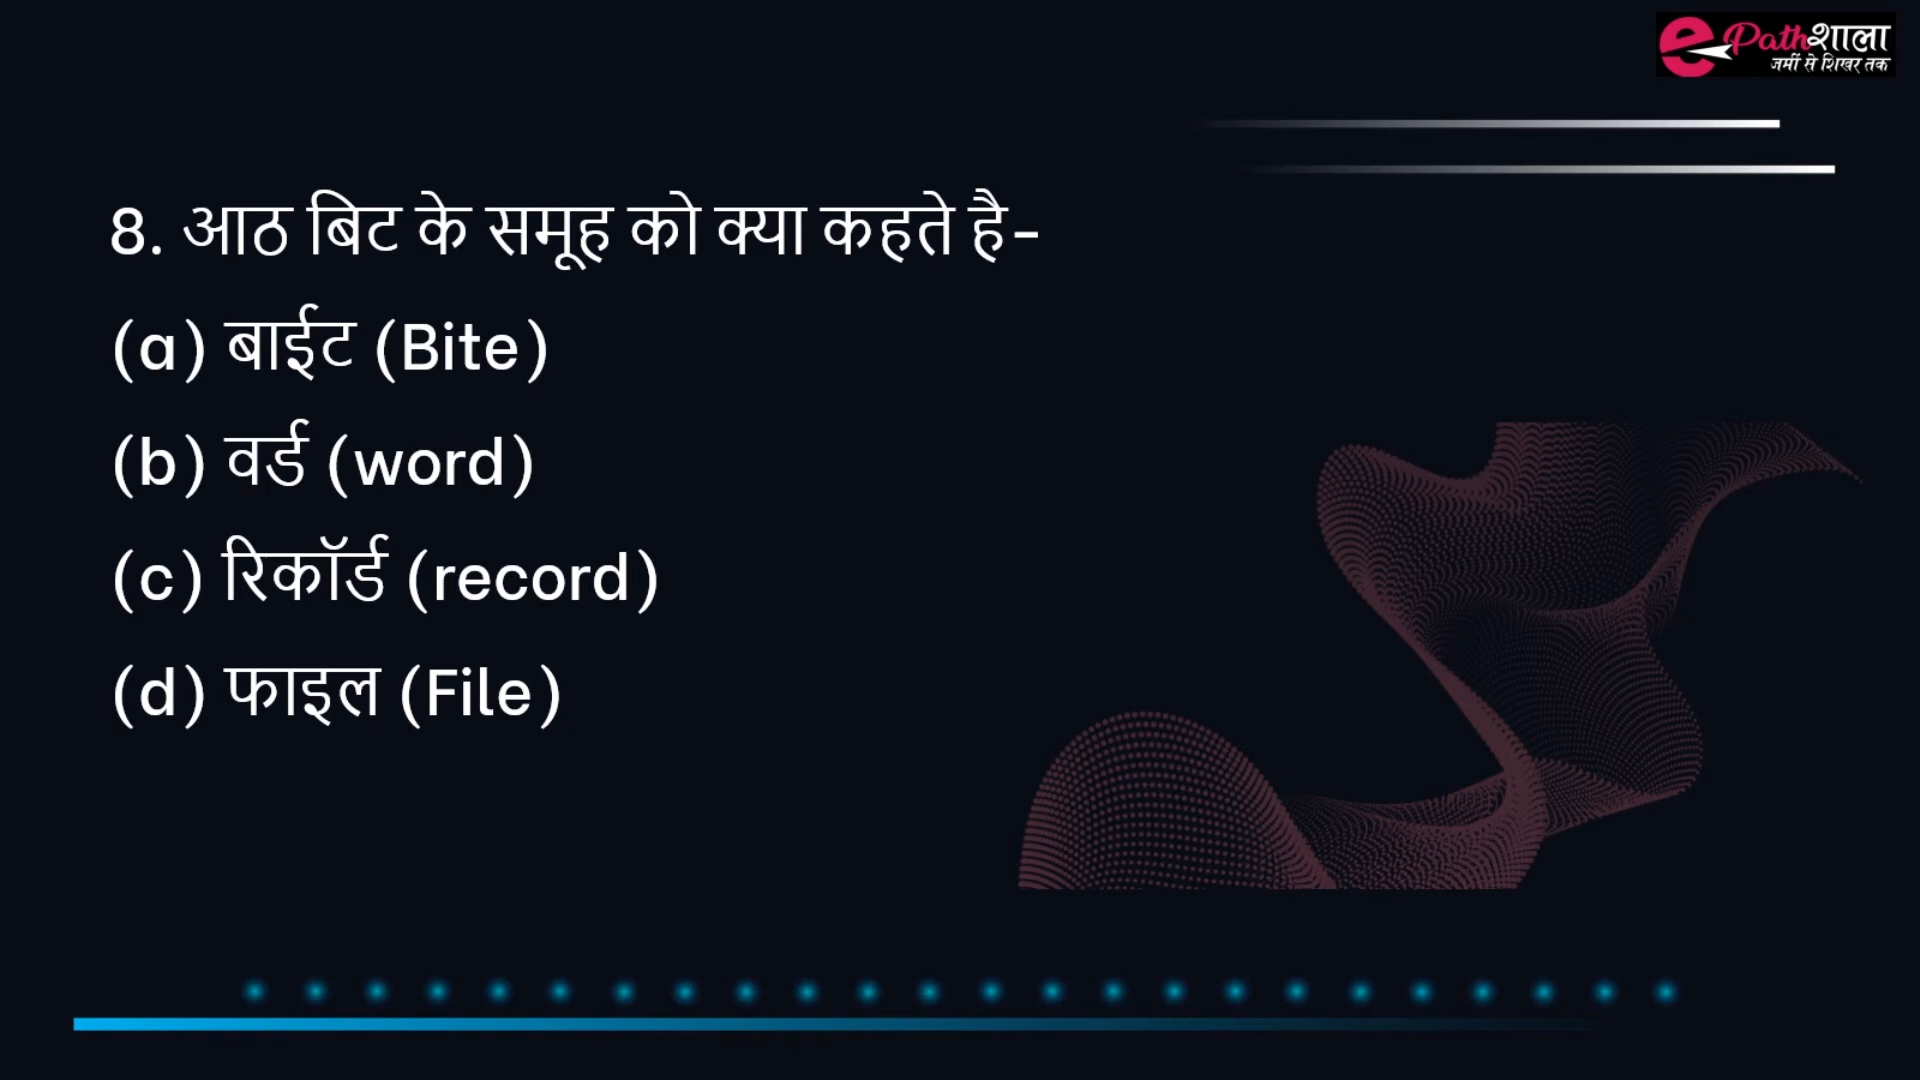 ePathशाला
जमीं से शिखर तक
8. आठ बिट के समूह को क्या कहते है-
(a) बाईट (Bite)
(b) वर्ड (word)
(c) रिकॉर्ड (record)
(d) फाइल (File)